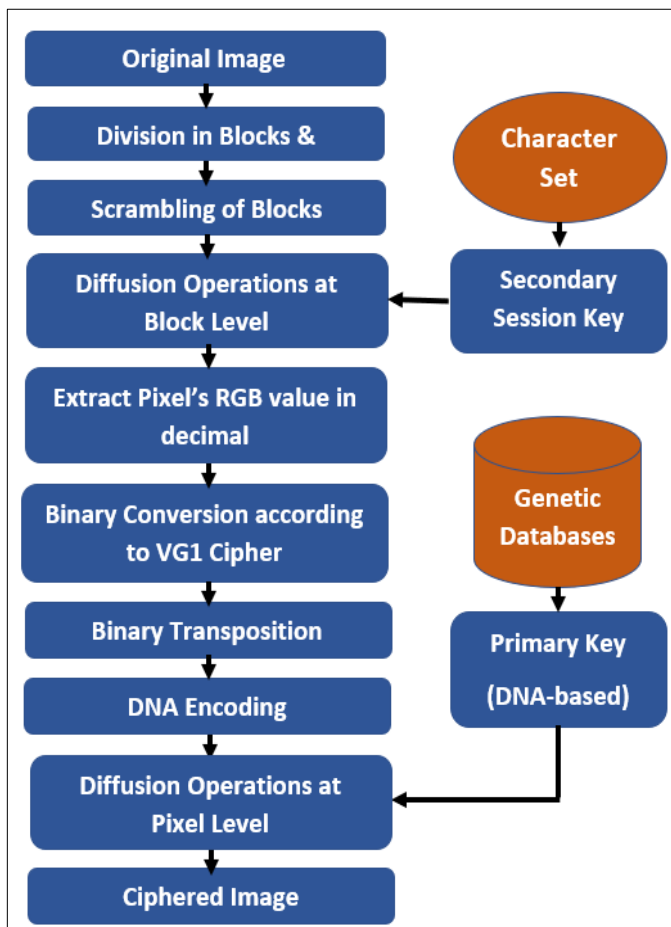 Original Image
Division in Blocks &
Scrambling of Blocks
Diffusion Operations at
Block Level
Extract Pixel’s RGB value in
decimal
Binary Conversion according
to VG1 Cipher
Binary Transposition
DNA Encoding
Diffusion Operations at
Pixel Level
Ciphered Image
Character
Set
Secondary
Session Key
Genetic
Databases
Primary Key
(DNA-based)